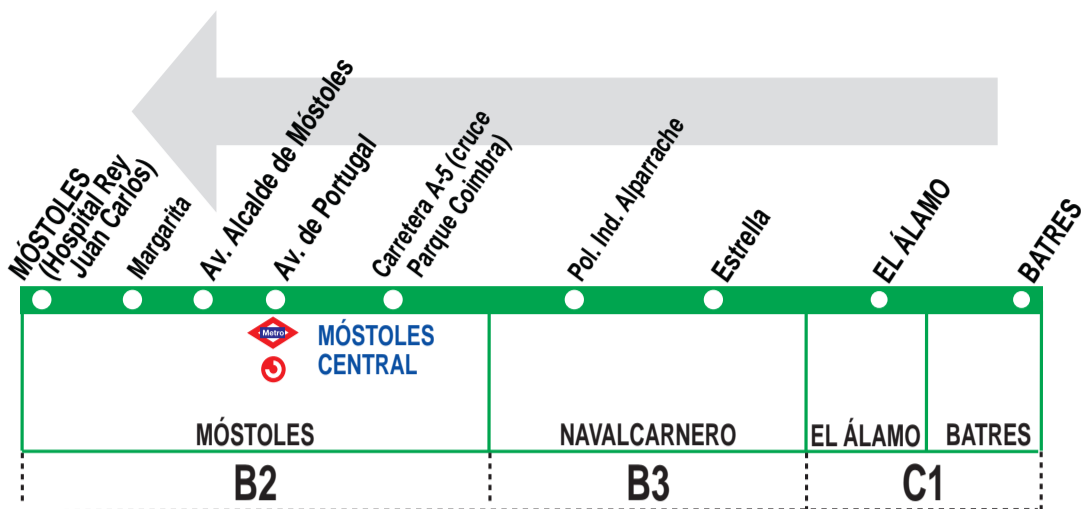 MÓSTOLES
(Hospital Rey
Juan Carlos)
Margarita
Av. Alcalde de Móstoles
Av. de Portugal
Carretera A-5 (cruce
Parque Coimbra)
Pol. Ind. Alparrache
Estrella
EL ÁLAMO
BATRES
Metro
MÓSTOLES
CENTRAL
MÓSTOLES
NAVALCARNERO
EL ÁLAMO
BATRES
B2
B3
C1